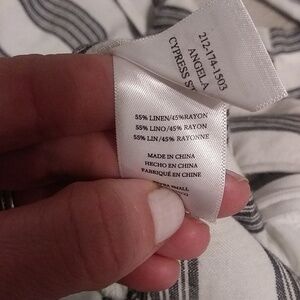 212-174-1503
ANGELA
CYPRESS ST
55% LINEN/45%RAYON
55% LINO/45% RAYON
55% LIN/45% RAYONNE
MADE IN CHINA
HECHO EN CHINA
FABRIQUÉ EN CHINE
SMALL